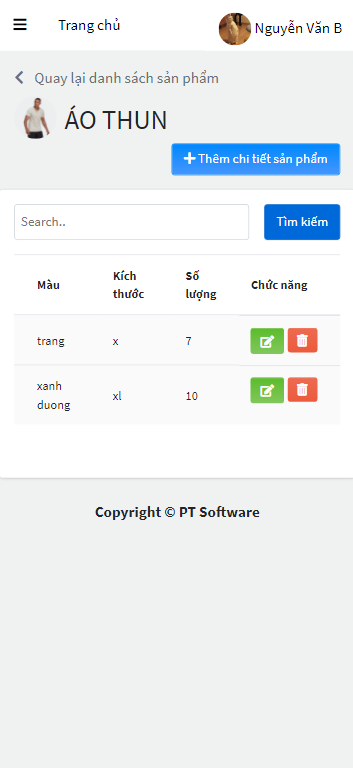 Trang chủ
Nguyễn Văn B
Quay lại danh sách sản phẩm
ÁO THUN
Thêm chi tiết sản phẩm
Search..
Tìm kiếm
Màu
Kích thước
Số lượng
Chức năng
trang
x
7
xanh duong
xl
10
Copyright © PT Software